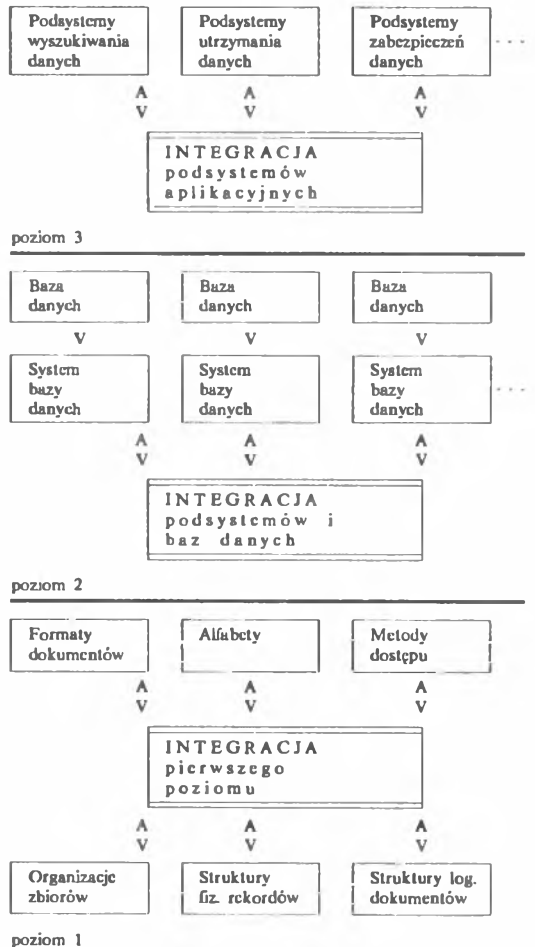 Podsystemy
wyszukiwania
danych
Podsystemy
utrzymania
danych
Podsystemy
zabezpieczeń
danych
. . .
A A A
V V V
INTEGRACJA
podsystemów
aplikacyjnych
poziom 3
Baza
danych
Baza
danych
Baza
danych
V V V
System
bazy
danych
System
bazy
danych
System
bazy
danych
. . .
A A A
V V V
INTEGRACJA
podsystemów i
baz danych
poziom 2
Formaty
dokumentów
Alfabety
Metody
dostępu
A A A
V V V
INTEGRACJA
pierwszego
poziomu
A A A
V V V
Organizacje
zbiorów
Struktury
fiz. rekordów
Struktury log.
dokumentów
poziom 1